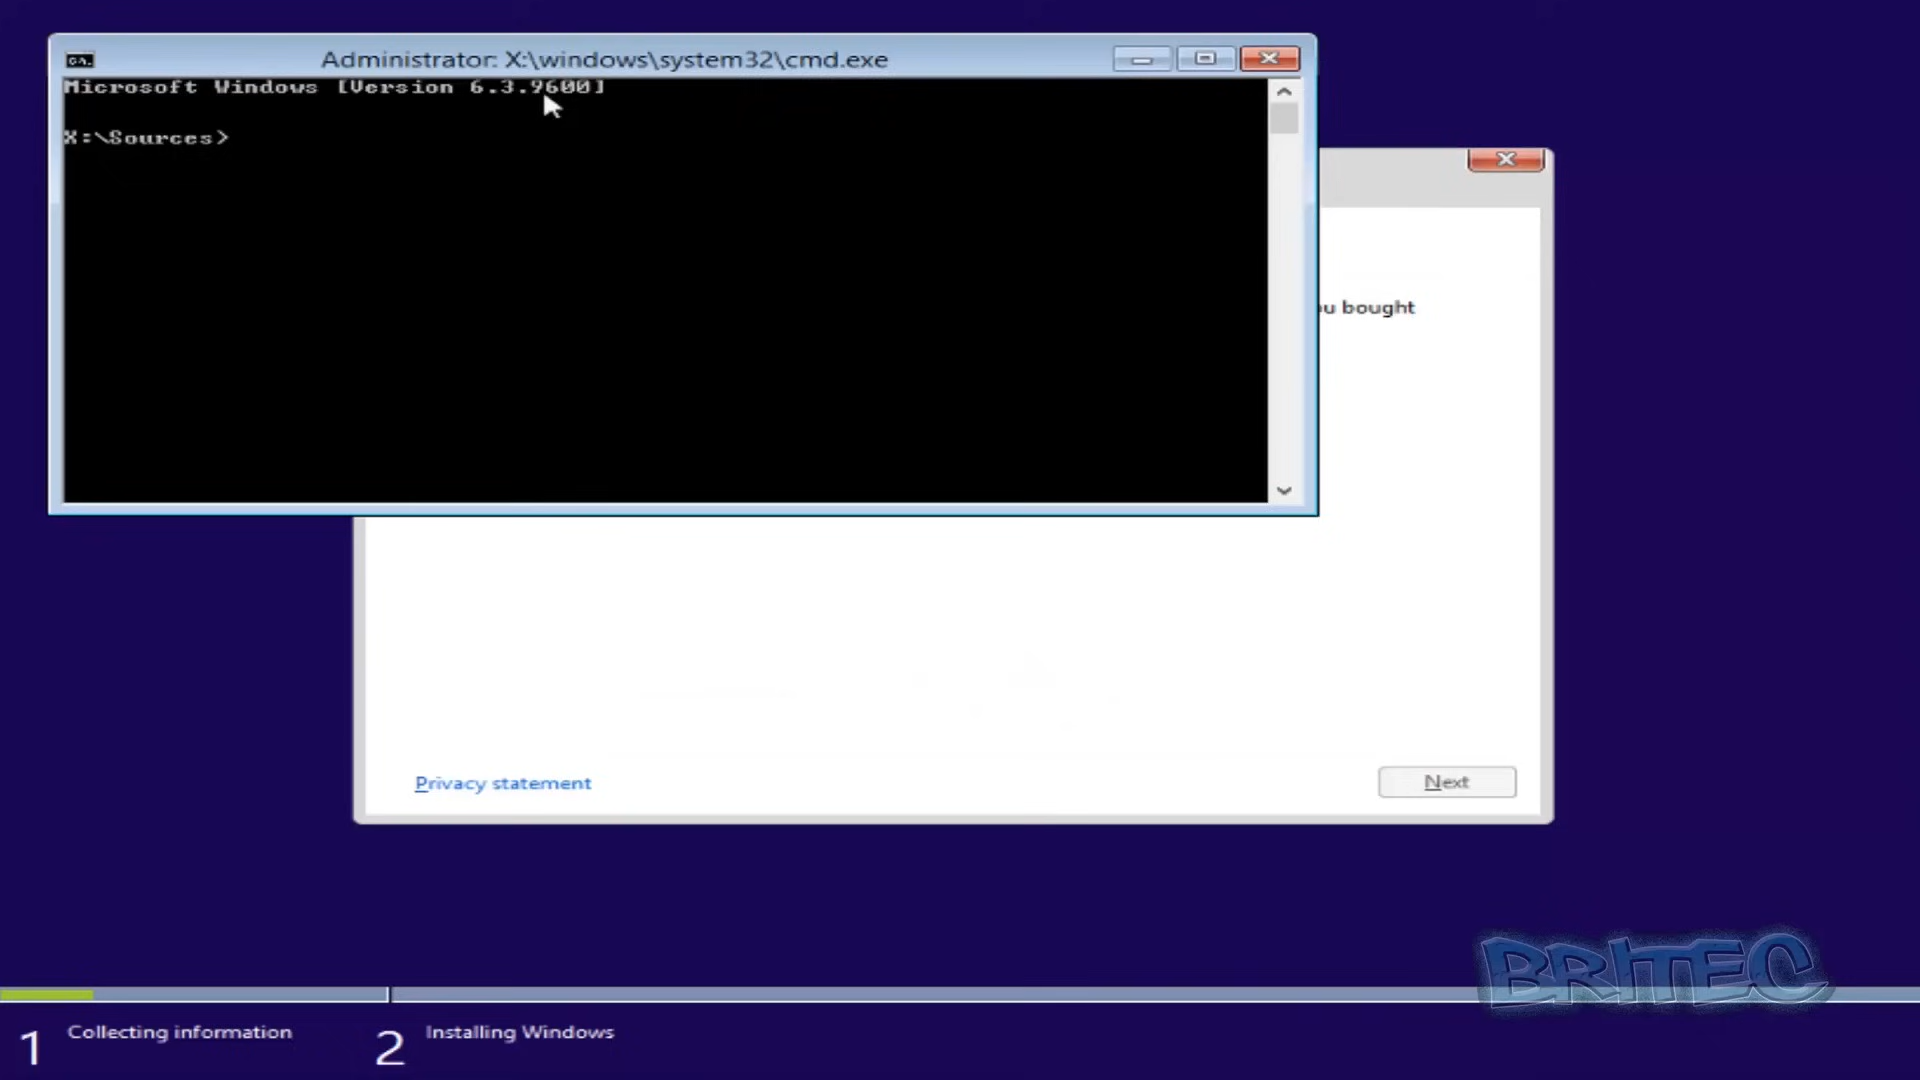 Administrator: X:\windows\system32\cmd.exe
Microsoft Windows [Version 6.3.9600]
X:\Sources>
u bought
Privacy statement
Next
BRITEC
1 Collecting information 2 Installing Windows